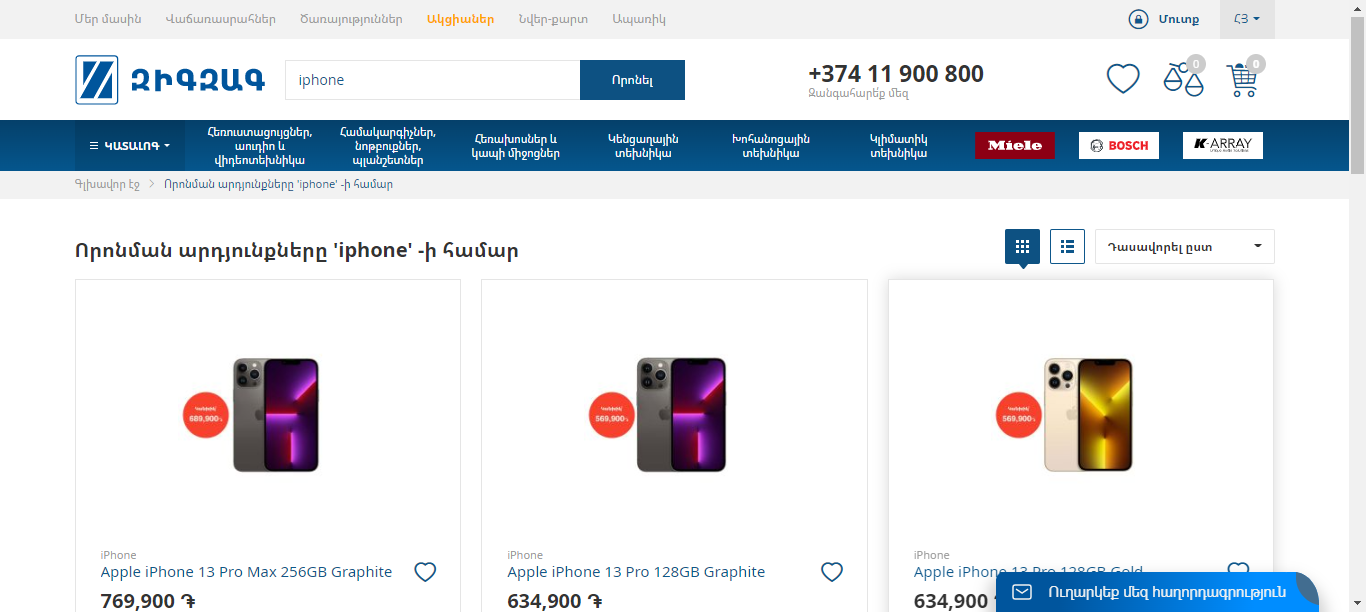 Մեր մասին Վաճառասրահներ Ծառայություններ Ակցիաներ Նվեր-քարտ Ապառիկ Մուտք ՀՅ
ԶԻԳԶԱԳ iphone Որոնել +374 11 900 800 0 0
Զանգահարե՛ք մեզ
ԿԱՏԱԼՈԳ
Հեռուստացույցներ,
աուդիո և
վիդեոտեխնիկա
Համակարգիչներ,
նոթբուքներ,
պլանշետներ
Հեռախոսներ և
կապի միջոցներ
Կենցաղային
տեխնիկա
Խոհանոցային
տեխնիկա
Կլիմատիկ
տեխնիկա
Miele
BOSCH
K-ARRAY
Գլխավոր էջ Որոնման արդյունքները 'iphone' -ի համար
Որոնման արդյունքները 'iphone' -ի համար
Դասավորել ըստ
Կանխիկ՝
689,900֏
Կանխիկ՝
569,900֏
Կանխիկ՝
569,900֏
iPhone
Apple iPhone 13 Pro Max 256GB Graphite
769,900 ֏
iPhone
Apple iPhone 13 Pro 128GB Graphite
634,900 ֏
iPhone
Apple iPhone 13 Pro 128GB Gold
634,900
Ուղարկեք մեզ հաղորդագրություն